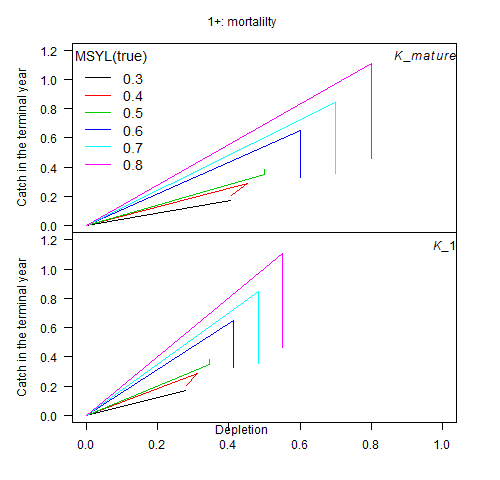 1+: mortalilty
MSYL(true)
K_mature
0.3
0.4
0.5
0.6
0.7
0.8
Catch in the terminal year
1.2
1.0
0.8
0.6
0.4
0.2
0.0
K_1
Catch in the terminal year
1.2
1.0
0.8
0.6
0.4
0.2
0.0
Depletion
0.0 0.2 0.4 0.6 0.8 1.0